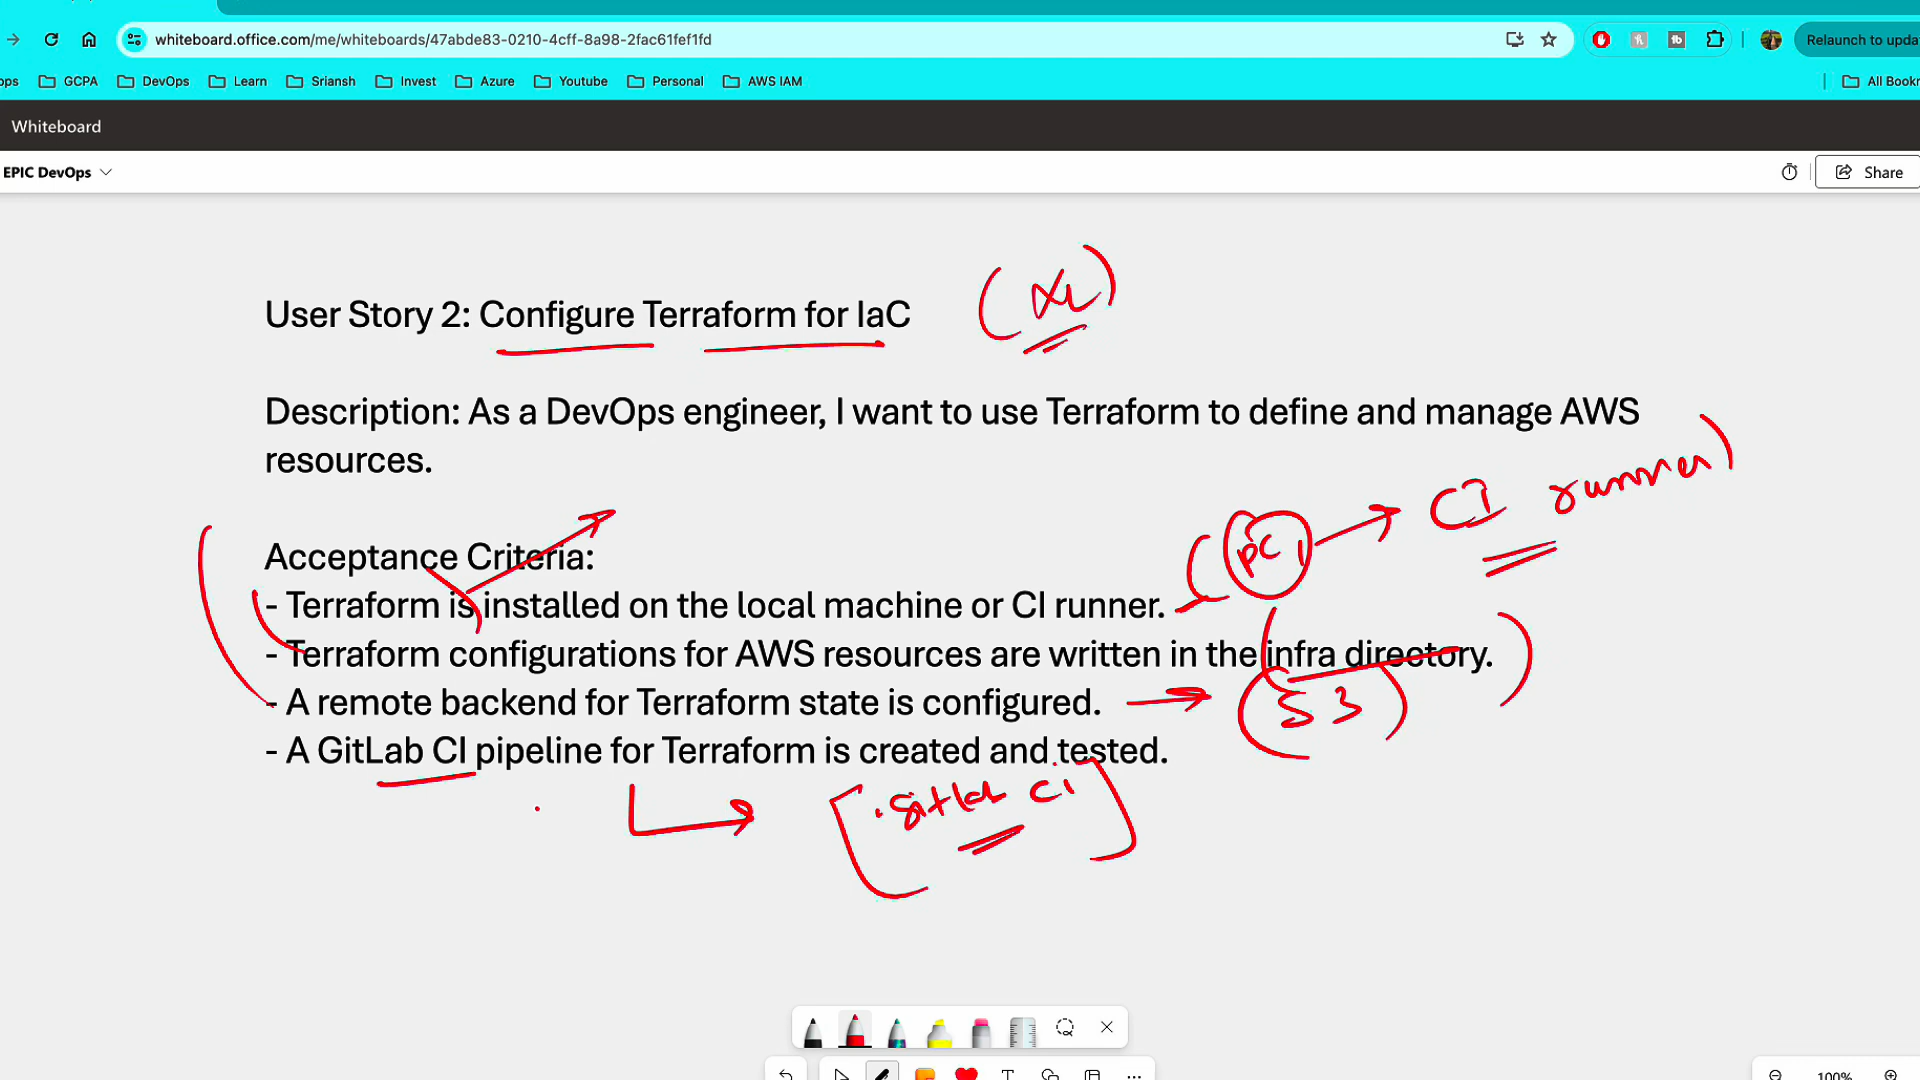 whiteboard.office.com/me/whiteboards/47abde83-0210-4cff-8a98-2fac61fef1fd
Relaunch to upda
ops GCPA DevOps Learn Sriansh Invest Azure Youtube Personal AWS IAM All Bookr
Whiteboard
EPIC DevOps
Share
User Story 2: Configure Terraform for IaC (XL)
Description: As a DevOps engineer, I want to use Terraform to define and manage AWS
resources.
CI runner)
PC
Acceptance Criteria:
- Terraform is installed on the local machine or CI runner.
- Terraform configurations for AWS resources are written in the infra directory.
- A remote backend for Terraform state is configured. (S3)
- A GitLab CI pipeline for Terraform is created and tested.
[.gitlab CI]
100%